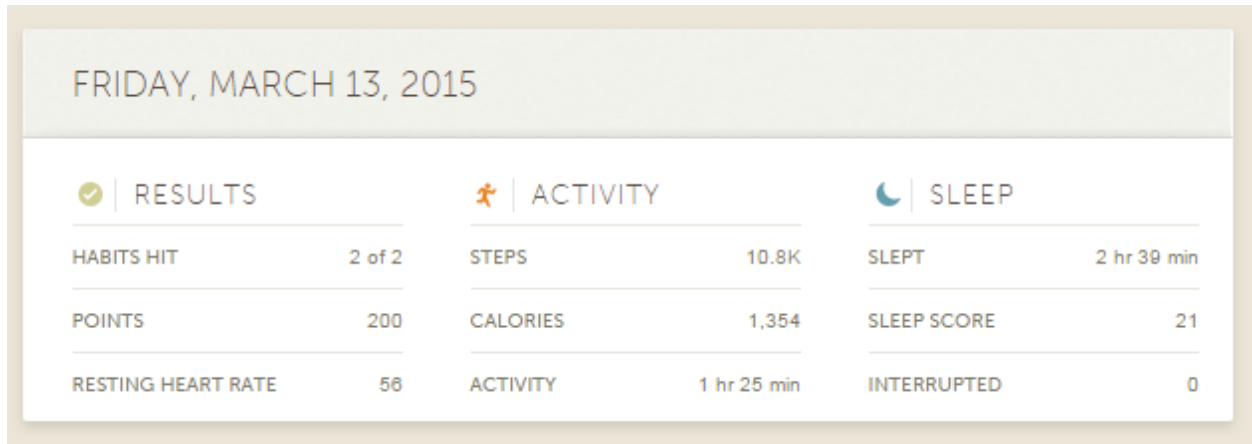 FRIDAY, MARCH 13, 2015
RESULTS
HABITS HIT 2 of 2
POINTS 200
RESTING HEART RATE 56
ACTIVITY
STEPS 10.8K
CALORIES 1,354
ACTIVITY 1 hr 25 min
SLEEP
SLEPT 2 hr 39 min
SLEEP SCORE 21
INTERRUPTED 0